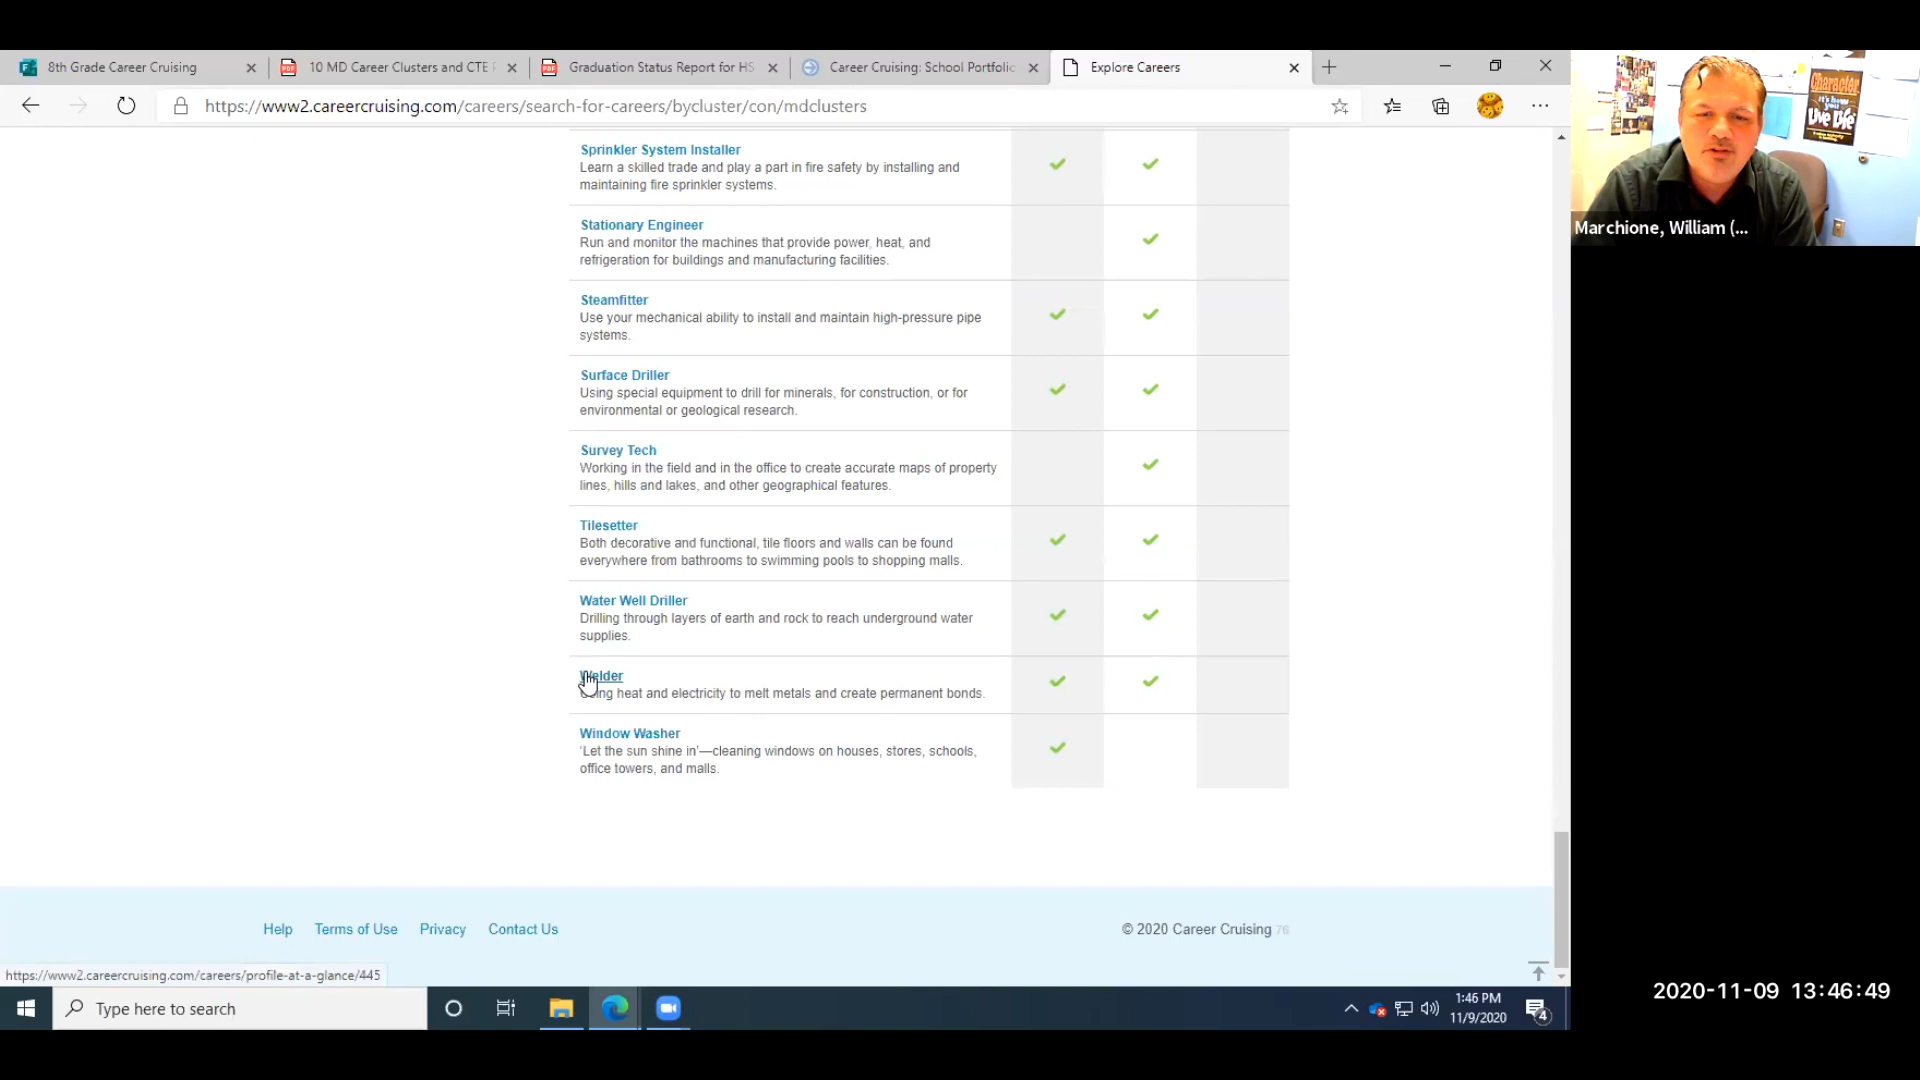 8th Grade Career Cruising
10 MD Career Clusters and CTE
Graduation Status Report for HS
Career Cruising: School Portfolio
Explore Careers
https://www2.careercruising.com/careers/search-for-careers/bycluster/con/mdclusters
Character
it's how
you
Live Life
Marchione, William (...
Sprinkler System Installer
Learn a skilled trade and play a part in fire safety by installing and
maintaining fire sprinkler systems.
Stationary Engineer
Run and monitor the machines that provide power, heat, and
refrigeration for buildings and manufacturing facilities.
Steamfitter
Use your mechanical ability to install and maintain high-pressure pipe
systems.
Surface Driller
Using special equipment to drill for minerals, for construction, or for
environmental or geological research.
Survey Tech
Working in the field and in the office to create accurate maps of property
lines, hills and lakes, and other geographical features.
Tilesetter
Both decorative and functional, tile floors and walls can be found
everywhere from bathrooms to swimming pools to shopping malls.
Water Well Driller
Drilling through layers of earth and rock to reach underground water
supplies.
Welder
Using heat and electricity to melt metals and create permanent bonds.
Window Washer
'Let the sun shine in'—cleaning windows on houses, stores, schools,
office towers, and malls.
Help Terms of Use Privacy Contact Us
© 2020 Career Cruising 76
https://www2.careercruising.com/careers/profile-at-a-glance/445
Type here to search
1:46 PM
11/9/2020
4
2020-11-09 13:46:49